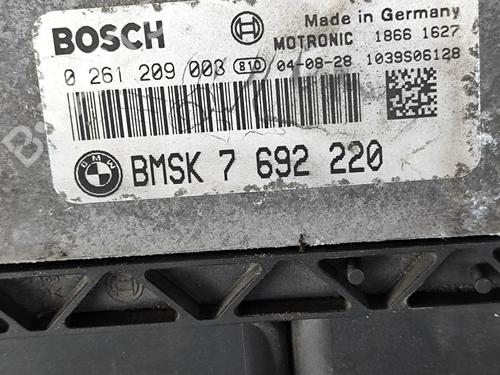 BOSCH
Made in Germany
MOTRONIC 1866 1627
0 261 209 003 810 04-08-28 1039S06128
BMW
BMSK 7 692 220